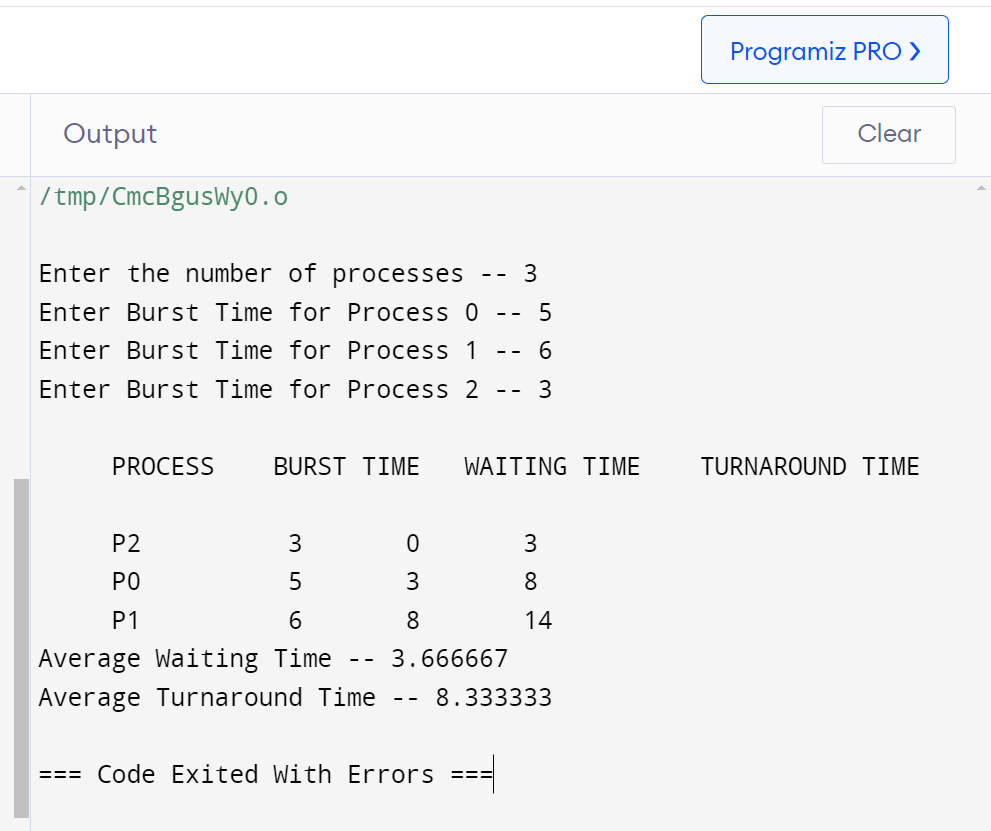 Programiz PRO ❯
Output
Clear
/tmp/CmcBgusWy0.o
Enter the number of processes -- 3
Enter Burst Time for Process 0 -- 5
Enter Burst Time for Process 1 -- 6
Enter Burst Time for Process 2 -- 3
PROCESS BURST TIME WAITING TIME TURNAROUND TIME
P2 3 0 3
P0 5 3 8
P1 6 8 14
Average Waiting Time -- 3.666667
Average Turnaround Time -- 8.333333
=== Code Exited With Errors ===